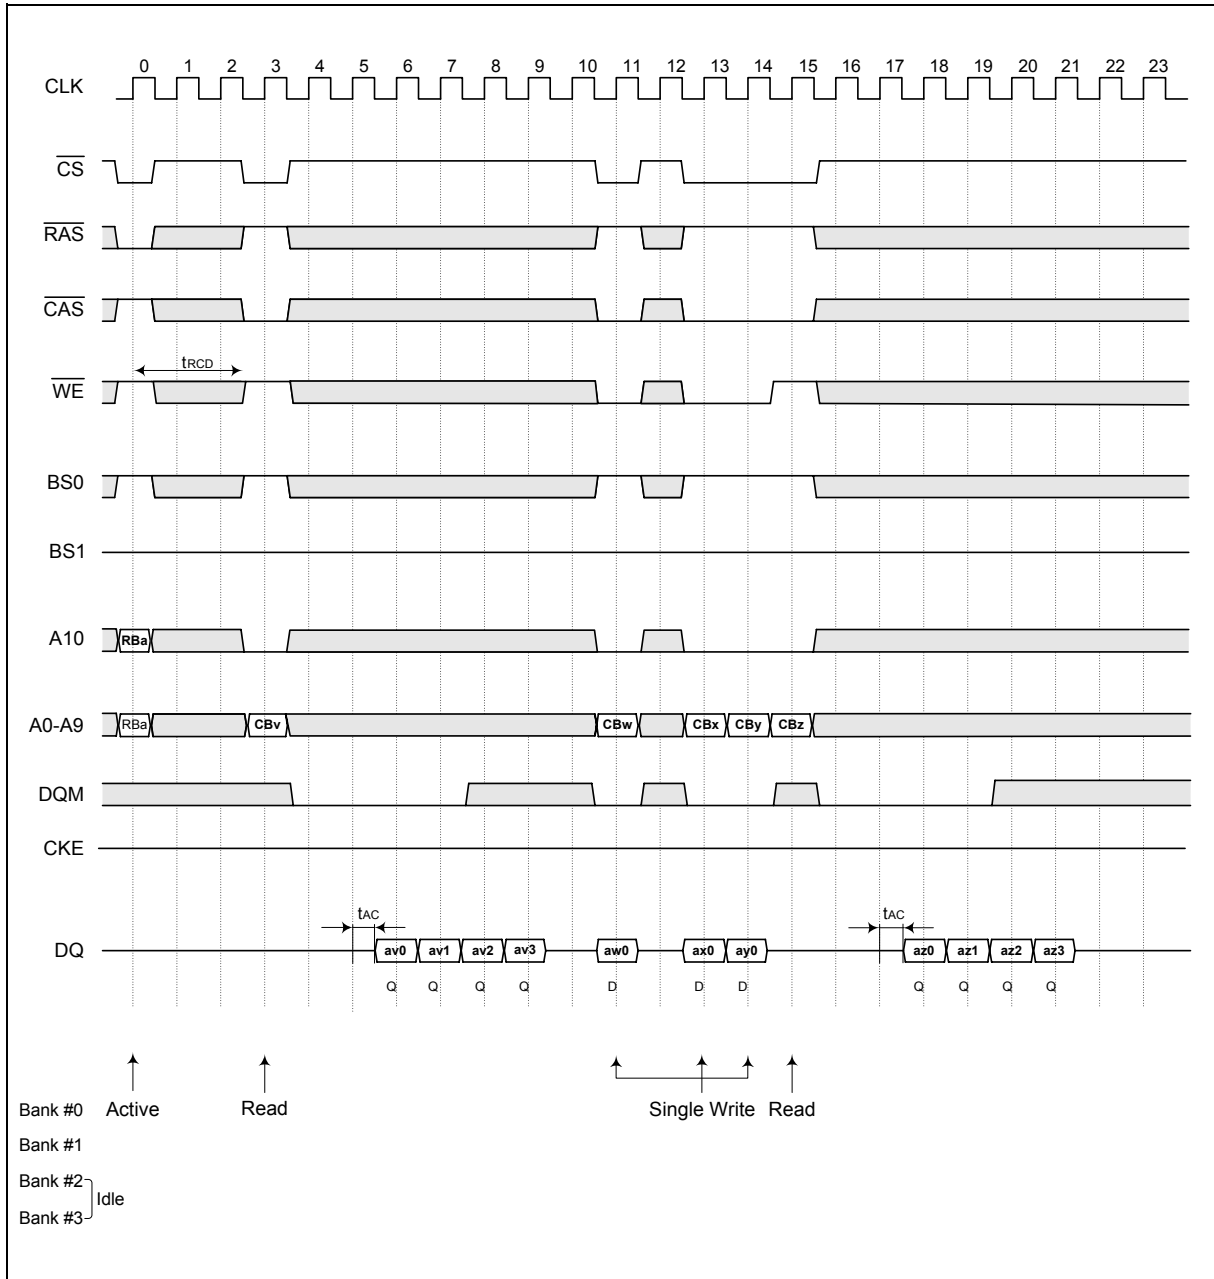 0 1 2 3 4 5 6 7 8 9 10 11 12 13 14 15 16 17 18 19 20 21 22 23
CLK
CS
RAS
CAS
tRCD
WE
BS0
BS1
A10 RBa
A0-A9 RBa CBv CBw CBx CBy CBz
DQM
CKE
tAC tAC
DQ av0 av1 av2 av3 aw0 ax0 ay0 az0 az1 az2 az3
Q Q Q Q D D D Q Q Q Q
Bank #0 Active Read Single Write Read
Bank #1
Bank #2
Idle
Bank #3